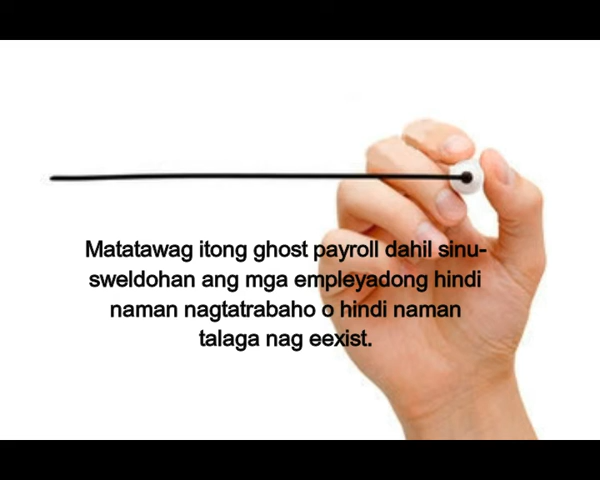 Matatawag itong ghost payroll dahil sinu-
sweldohan ang mga empleyadong hindi
naman nagtatrabaho o hindi naman
talaga nag eexist.